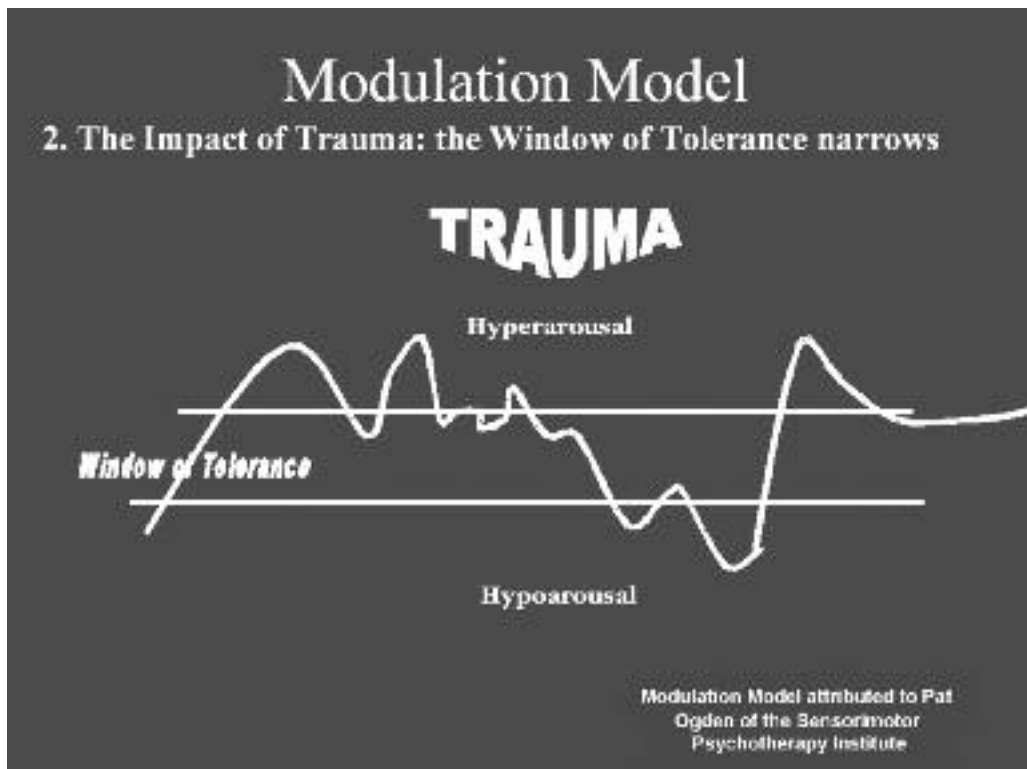 Modulation Model
2. The Impact of Trauma: the Window of Tolerance narrows
TRAUMA
Hyperarousal
Window of Tolerance
Hypoarousal
Modulation Model attributed to Pat
Ogden of the Sensorimotor
Psychotherapy Institute